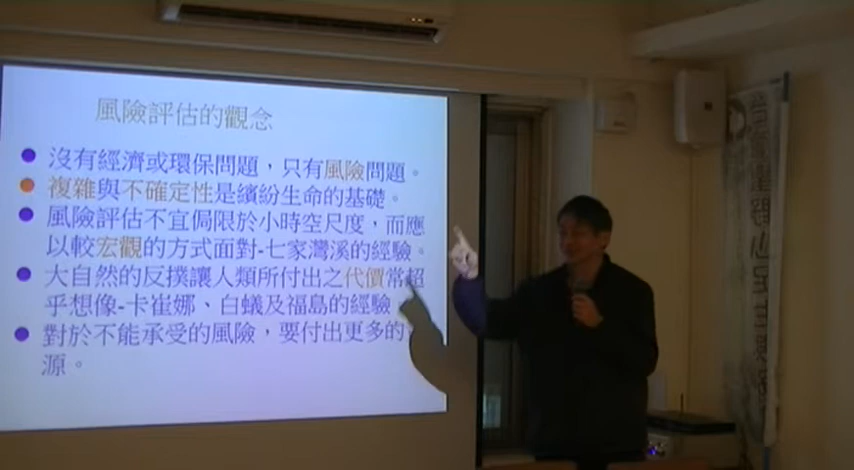 風險評估的觀念
沒有經濟或環保問題,只有風險問題。
複雜與不確定性是繽紛生命的基礎。
風險評估不宜侷限於小時空尺度,而應
以較宏觀的方式面對-七家灣溪的經驗。
大自然的反撲讓人類所付出之代價常超
乎想像-卡崔娜、白蟻及福島的經驗
對於不能承受的風險,要付出更多的
源。